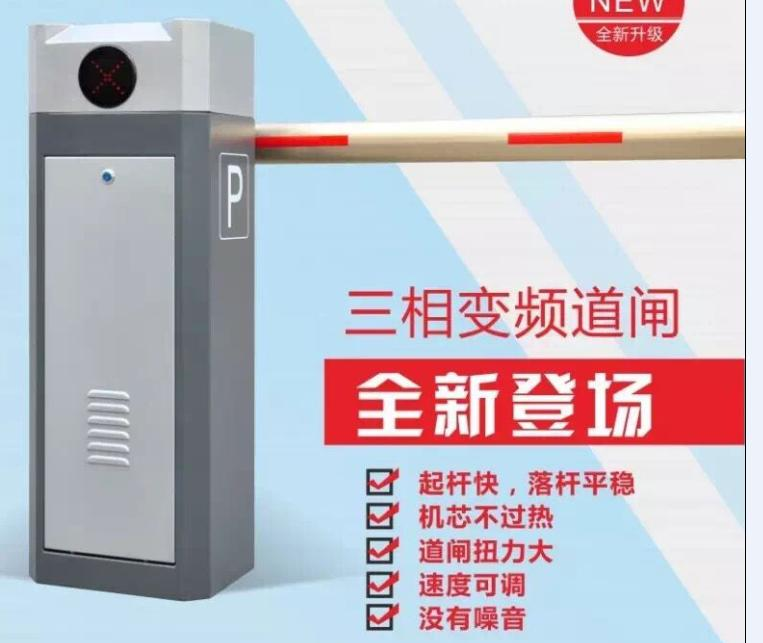 NEW
全新升级
P
三相变频道闸
全新登场
起杆快，落杆平稳
机芯不过热
道闸扭力大
速度可调
没有噪音